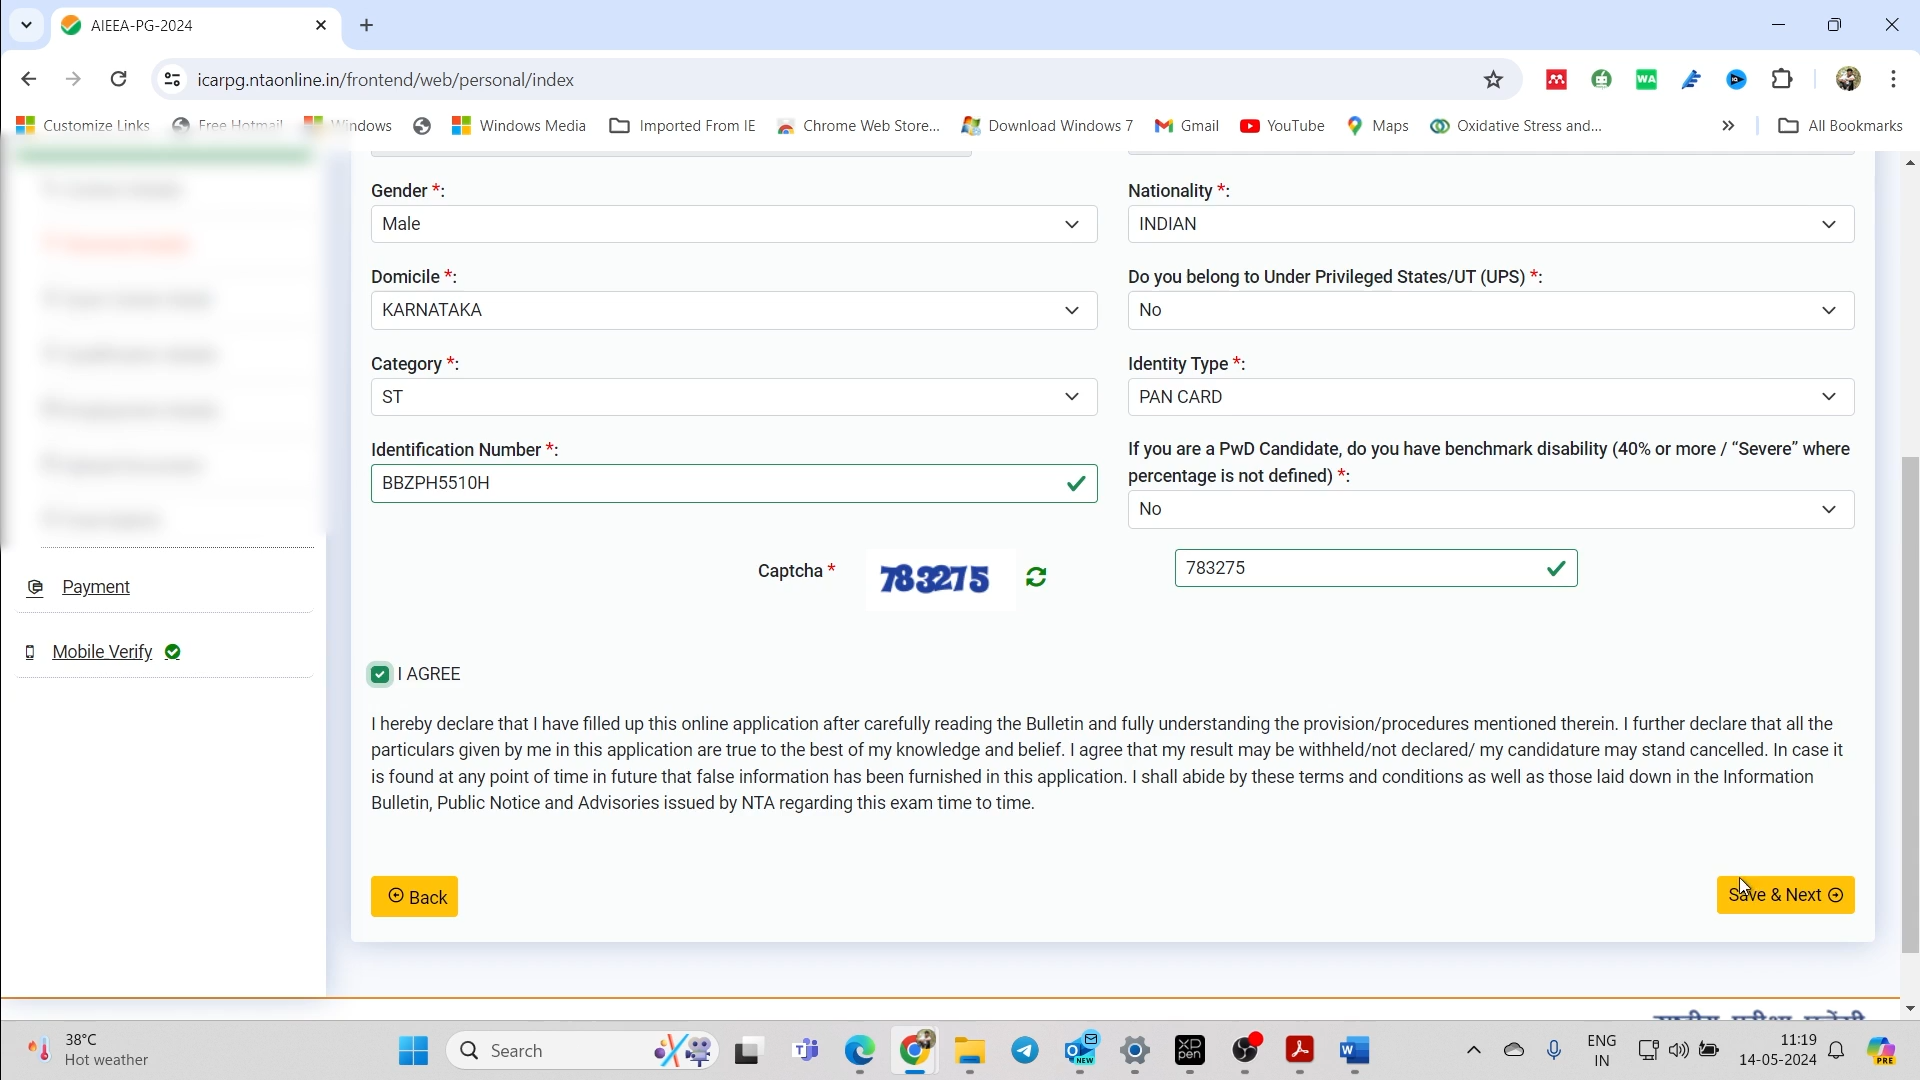 AIEEA-PG-2024
icarpg.ntaonline.in/frontend/web/personal/index
Customize Links
Free Hotmail
Windows
Windows Media
Imported From IE
Chrome Web Store...
Download Windows 7
Gmail
YouTube
Maps
Oxidative Stress and...
All Bookmarks
Payment
Mobile Verify
Gender *:
Male
Nationality *:
INDIAN
Domicile *:
KARNATAKA
Do you belong to Under Privileged States/UT (UPS) *:
No
Category *:
ST
Identity Type *:
PAN CARD
Identification Number *:
BBZPH5510H
If you are a PwD Candidate, do you have benchmark disability (40% or more / “Severe” where
percentage is not defined) *:
No
Captcha *
783275
783275
I AGREE
I hereby declare that I have filled up this online application after carefully reading the Bulletin and fully understanding the provision/procedures mentioned therein. I further declare that all the
particulars given by me in this application are true to the best of my knowledge and belief. I agree that my result may be withheld/not declared/ my candidature may stand cancelled. In case it
is found at any point of time in future that false information has been furnished in this application. I shall abide by these terms and conditions as well as those laid down in the Information
Bulletin, Public Notice and Advisories issued by NTA regarding this exam time to time.
Back
Save & Next
38°C
Hot weather
Search
NEW
XP
pen
ENG
IN
11:19
14-05-2024
PRE